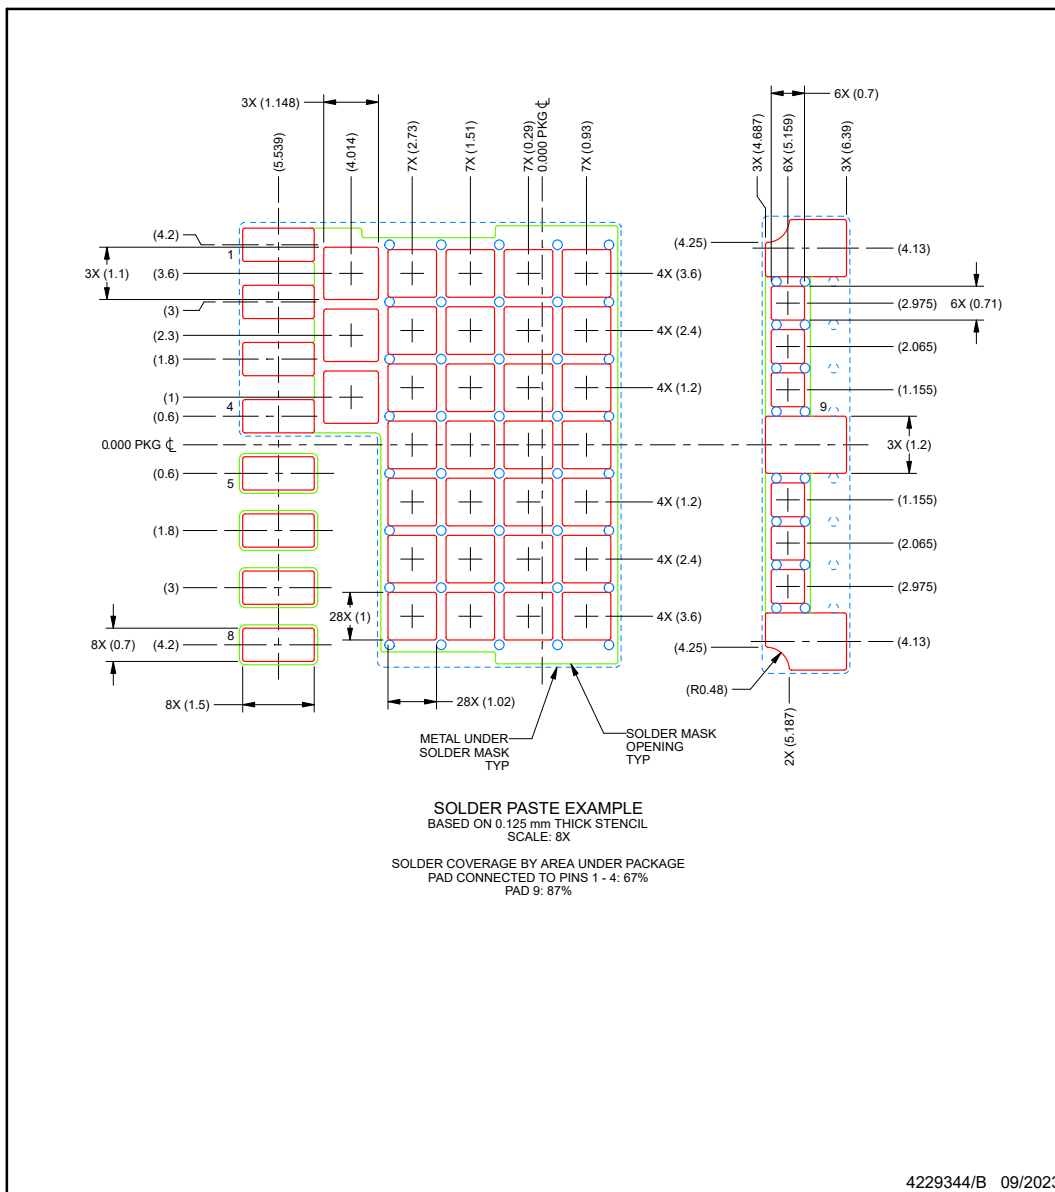 3X (1.148)
(5.539)
(4.014)
7X (2.73)
7X (1.51)
7X (0.29)
0.000 PKG ℄
7X (0.93)
6X (0.7)
3X (4.687)
6X (5.159)
3X (6.39)
(4.2)
1
3X (1.1)
(3.6)
(3)
(2.3)
(1.8)
(1)
4
(0.6)
0.000 PKG ℄
(0.6)
5
(1.8)
(3)
8
8X (0.7)
(4.2)
8X (1.5)
4X (3.6)
4X (2.4)
4X (1.2)
4X (1.2)
4X (2.4)
4X (3.6)
28X (1)
28X (1.02)
(4.25)
(4.13)
(2.975)
6X (0.71)
(2.065)
(1.155)
9
3X (1.2)
(1.155)
(2.065)
(2.975)
(4.25)
(4.13)
(R0.48)
2X (5.187)
METAL UNDER
SOLDER MASK
TYP
SOLDER MASK
OPENING
TYP
SOLDER PASTE EXAMPLE
BASED ON 0.125 mm THICK STENCIL
SCALE: 8X
SOLDER COVERAGE BY AREA UNDER PACKAGE
PAD CONNECTED TO PINS 1 - 4: 67%
PAD 9: 87%
4229344/B 09/2023